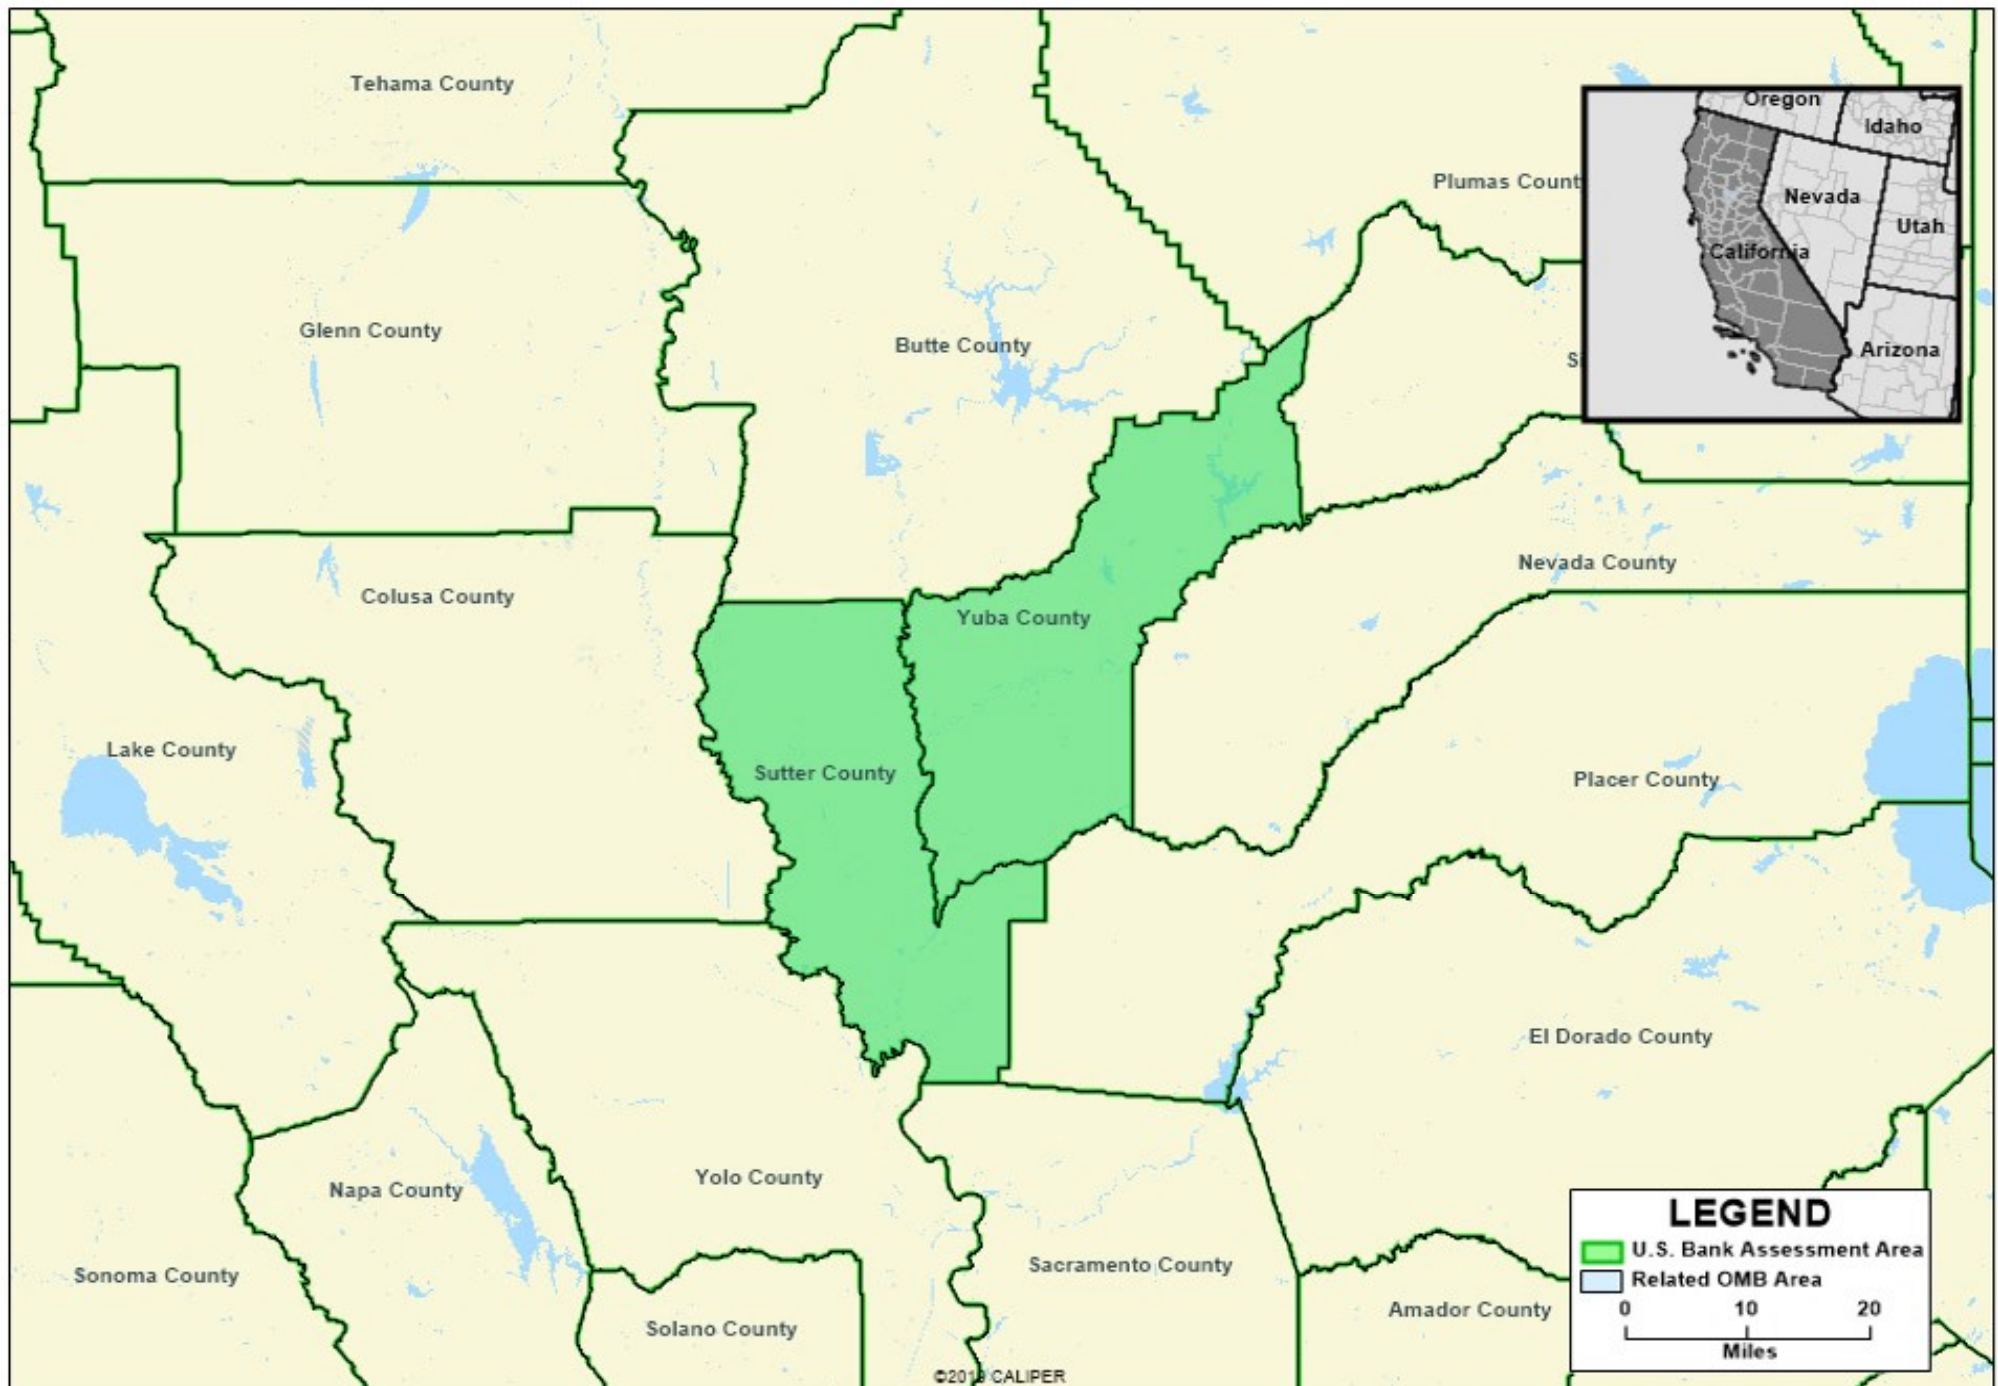 Tehama County
Oregon
Idaho
Plumas Count
Nevada
Utah
California
Glenn County
Butte County
Arizona
Nevada County
Colusa County
Yuba County
Lake County
Sutter County
Placer County
El Dorado County
Napa County
Yolo County
Sonoma County
Sacramento County
Solano County
Amador County
LEGEND
U.S. Bank Assessment Area
Related OMB Area
0 10 20
Miles
CALIPER